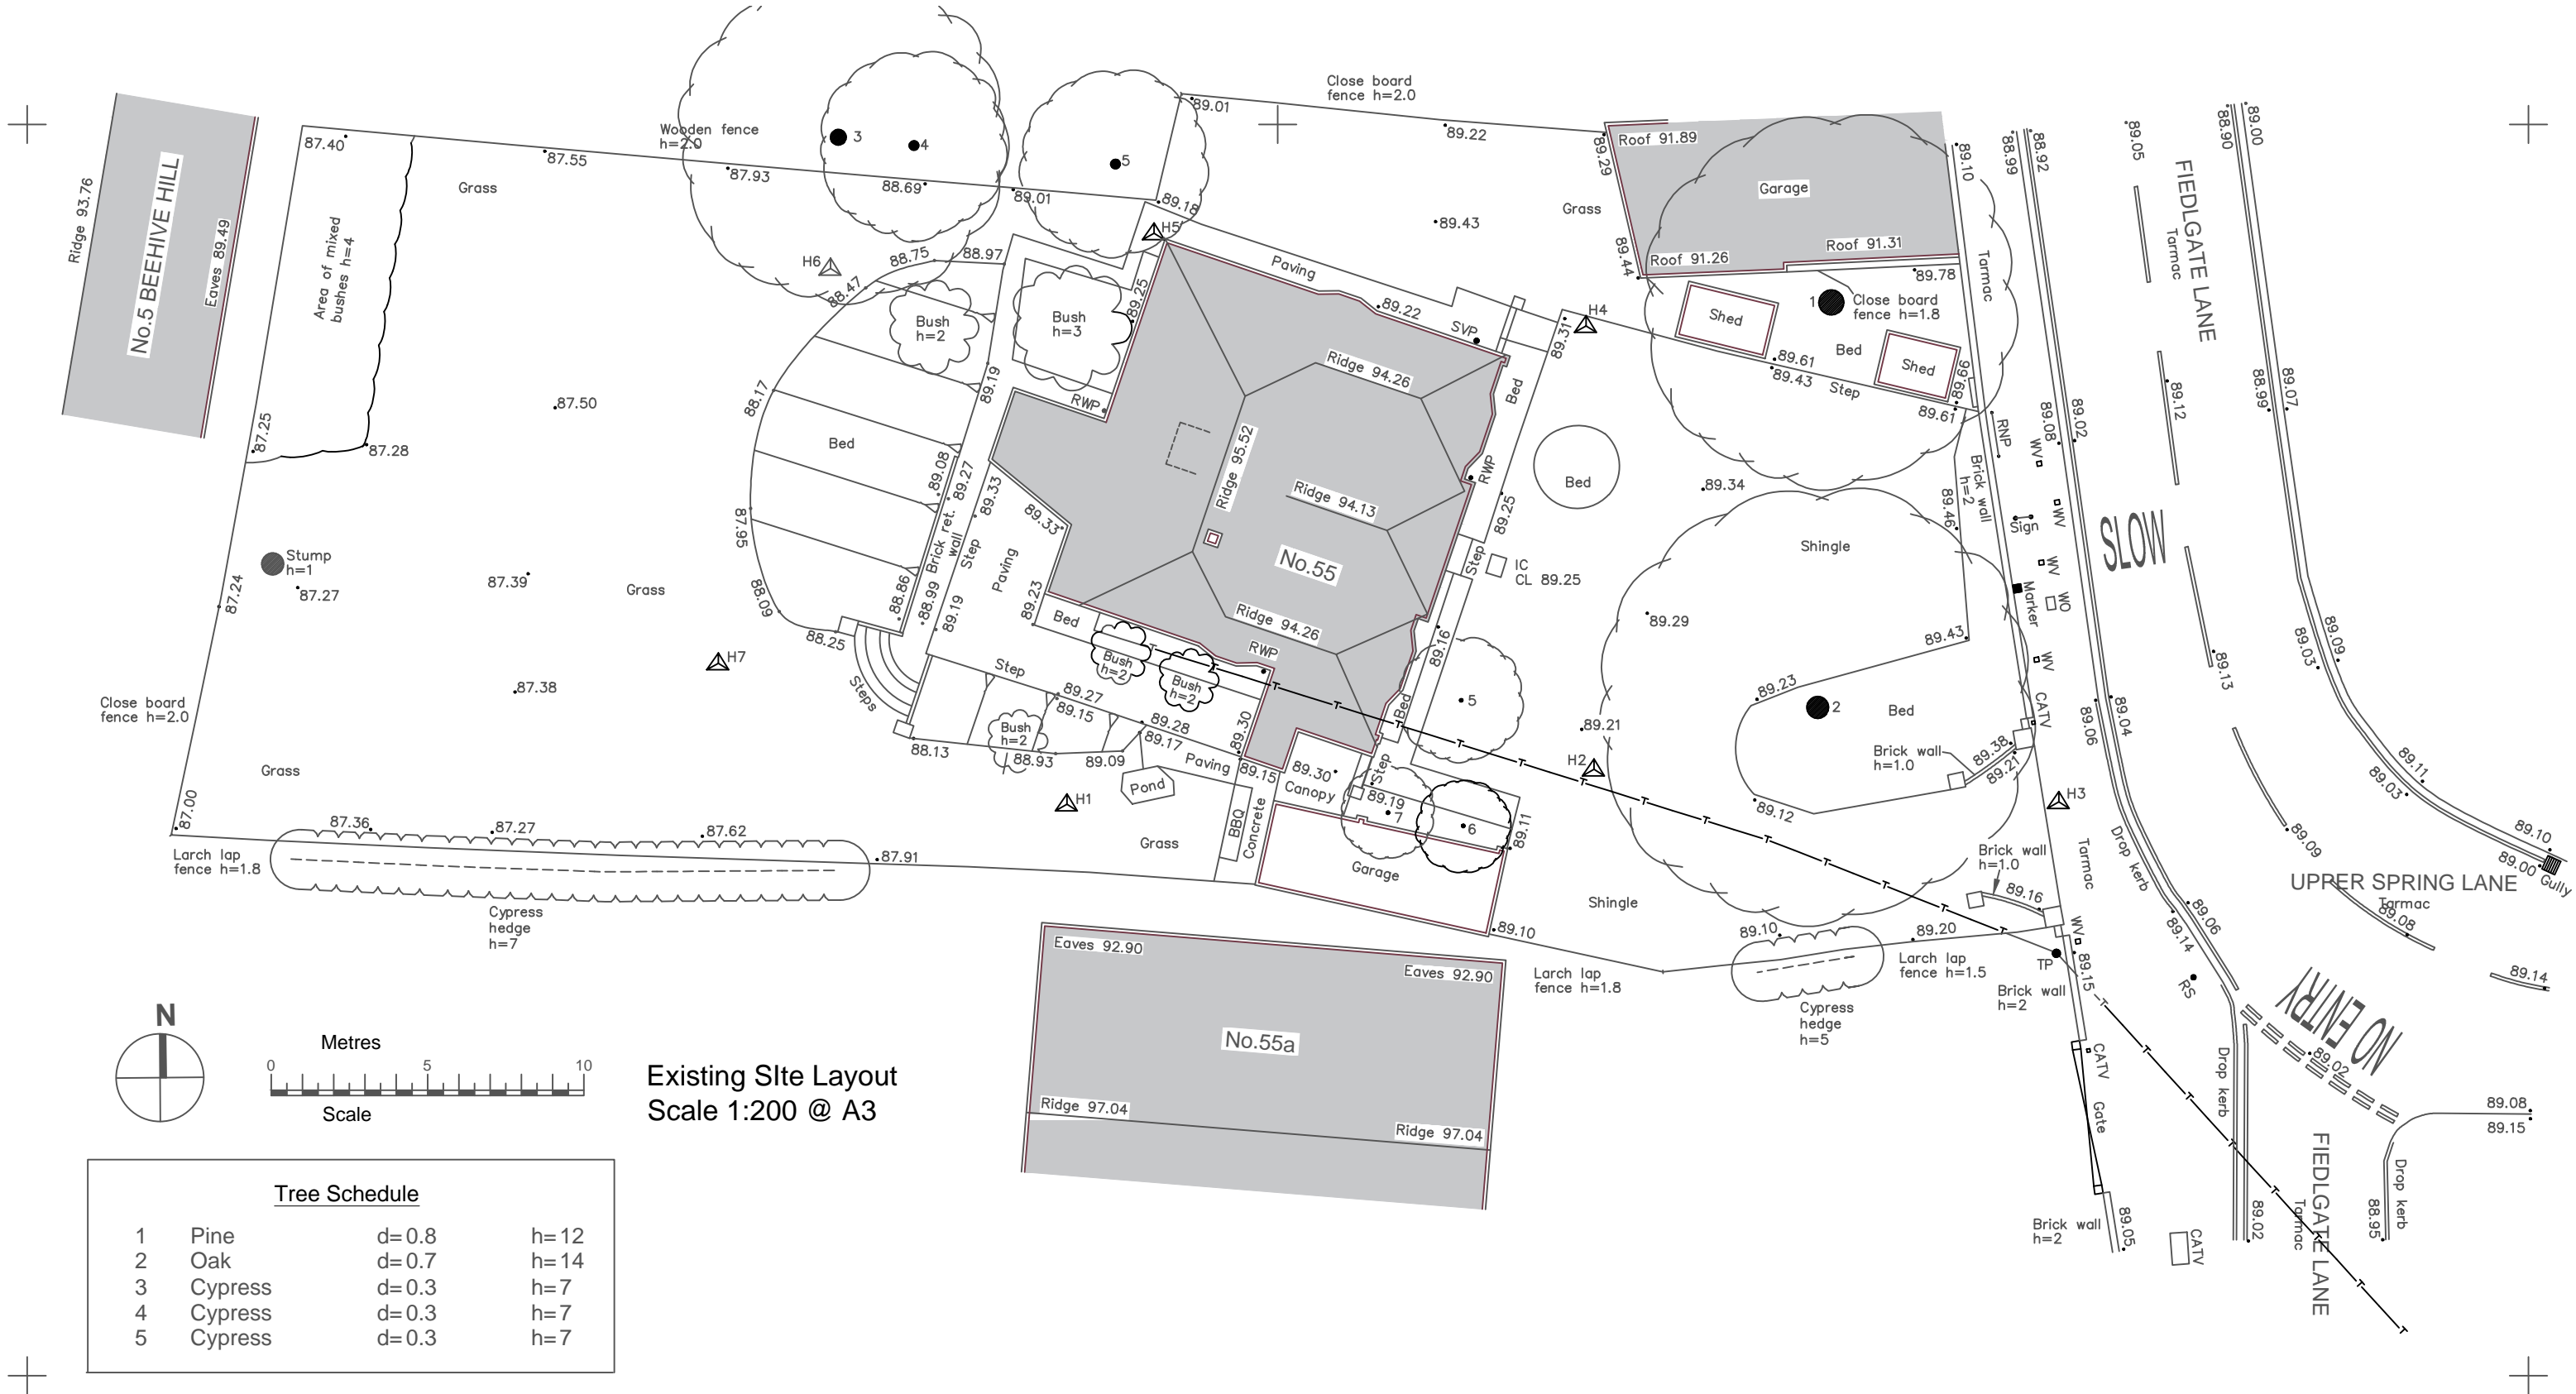 Close board
fence h=2.0
89.01
89.22
Roof 91.89
89.29
Garage
Roof 91.31
Roof 91.26
89.44
89.78
89.10
88.99
88.92
89.05
FIEDLGATE LANE
Tarmac
88.90
89.00
No.5 BEEHIVE HILL
Ridge 93.76
Eaves 89.49
87.40
Area of mixed
bushes h=4
Grass
87.55
Wooden fence
h=2.0
87.93
3
4
88.69
89.01
5
89.18
H5
89.43
Grass
H6
88.75
88.97
88.47
Bush
h=2
Bush
h=3
89.25
Paving
89.22
SVP
H4
89.31
Shed
1
Close board
fence h=1.8
Bed
Shed
89.61
89.43
Step
89.66
89.61
Tarmac
89.12
88.99
89.07
89.08
89.02
RNP
WV
87.25
87.28
87.50
88.17
Bed
89.19
RWP
Ridge 94.26
Bed
Ridge 95.52
Ridge 94.13
RWP
89.25
Bed
89.34
Brick wall
h=2
89.46
WV
Sign
SLOW
89.08
89.27
89.33
89.33
87.95
Brick ret.
wall
Step
Paving
No.55
Step
IC
CL 89.25
Shingle
WV
Marker
WO
Stump
h=1
87.27
87.24
87.39
Grass
88.09
88.25
88.86
88.99
89.19
89.23
Bed
Ridge 94.26
RWP
89.16
89.29
89.43
WV
89.13
89.03
89.09
H7
87.38
Steps
Step
Bush
h=2
Bush
h=2
89.27
89.15
89.28
89.17
89.30
Bed
5
89.21
89.23
2
Bed
CATV
89.06
89.04
Close board
fence h=2.0
Bush
h=2
88.13
88.93
89.09
Paving
89.15
89.30
Canopy
Step
H2
Brick wall
h=1.0
89.38
89.21
89.11
89.03
Grass
Pond
H1
89.19
7
6
89.11
89.12
H3
87.00
87.36
87.27
87.62
87.91
Grass
BBQ
Concrete
Garage
Brick wall
h=1.0
Tarmac
Drop kerb
89.09
89.10
89.00
Gully
Larch lap
fence h=1.8
Shingle
89.16
UPPER SPRING LANE
Tarmac
89.08
Cypress
hedge
h=7
89.10
89.10
89.20
WV
89.06
89.14
Eaves 92.90
Eaves 92.90
Larch lap
fence h=1.8
Larch lap
fence h=1.5
TP
89.15
Brick wall
h=2
RS
89.14
NO ENTRY
89.02
Cypress
hedge
h=5
No.55a
Ridge 97.04
Ridge 97.04
CATV
Gate
Drop kerb
89.08
89.15
Drop kerb
FIEDLGATE LANE
Tarmac
Brick wall
h=2
89.05
CATV
89.02
88.95
N
Metres
0 5 10
Scale
Existing SIte Layout
Scale 1:200 @ A3
Tree Schedule
1 Pine d=0.8 h=12
2 Oak d=0.7 h=14
3 Cypress d=0.3 h=7
4 Cypress d=0.3 h=7
5 Cypress d=0.3 h=7
T T T T T T T T T T T T T T T T T T T T T T